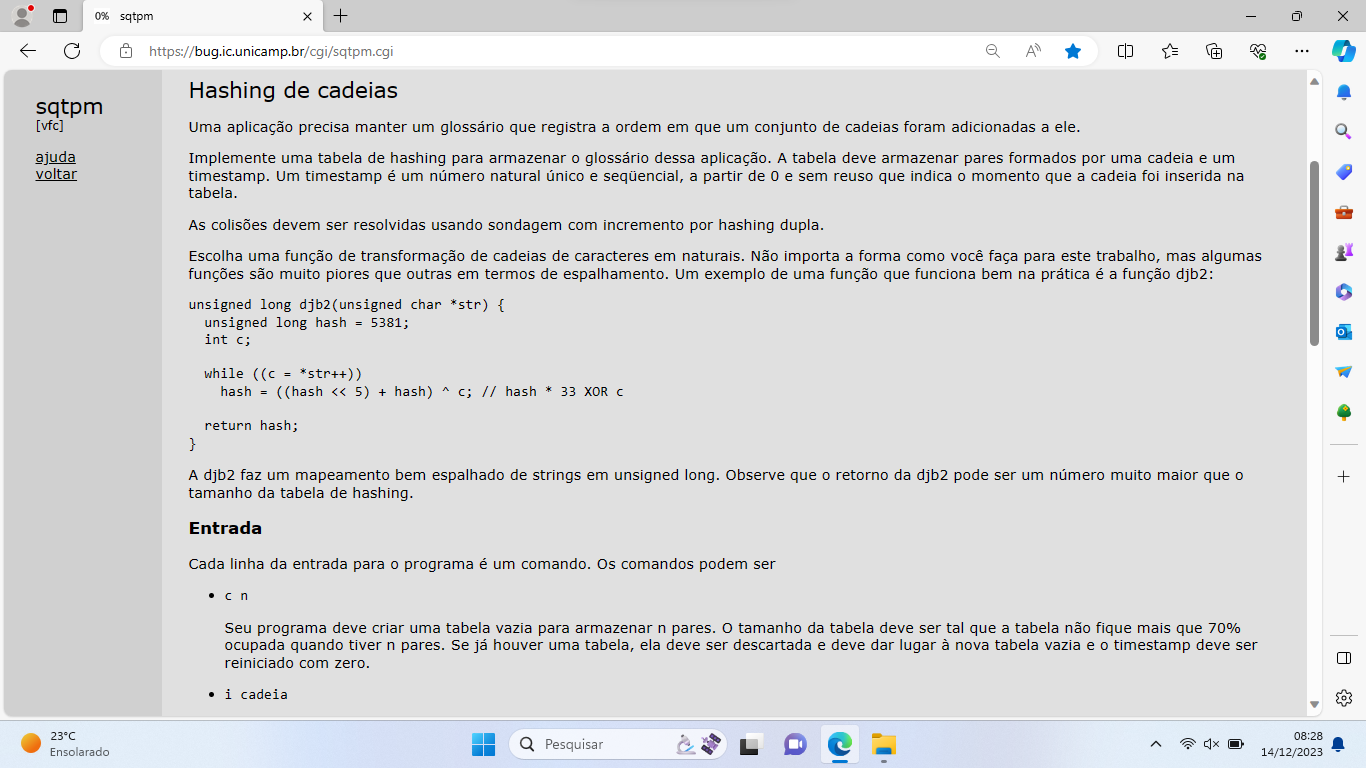 0% sqtpm
https://bug.ic.unicamp.br/cgi/sqtpm.cgi
sqtpm
[vfc]
ajuda
voltar
Hashing de cadeias
Uma aplicação precisa manter um glossário que registra a ordem em que um conjunto de cadeias foram adicionadas a ele.
Implemente uma tabela de hashing para armazenar o glossário dessa aplicação. A tabela deve armazenar pares formados por uma cadeia e um
timestamp. Um timestamp é um número natural único e seqüencial, a partir de 0 e sem reuso que indica o momento que a cadeia foi inserida na
tabela.
As colisões devem ser resolvidas usando sondagem com incremento por hashing dupla.
Escolha uma função de transformação de cadeias de caracteres em naturais. Não importa a forma como você faça para este trabalho, mas algumas
funções são muito piores que outras em termos de espalhamento. Um exemplo de uma função que funciona bem na prática é a função djb2:
unsigned long djb2(unsigned char *str) {
  unsigned long hash = 5381;
  int c;
  while ((c = *str++))
    hash = ((hash << 5) + hash) ^ c; // hash * 33 XOR c
  return hash;
}
A djb2 faz um mapeamento bem espalhado de strings em unsigned long. Observe que o retorno da djb2 pode ser um número muito maior que o
tamanho da tabela de hashing.
Entrada
Cada linha da entrada para o programa é um comando. Os comandos podem ser
• c n
Seu programa deve criar uma tabela vazia para armazenar n pares. O tamanho da tabela deve ser tal que a tabela não fique mais que 70%
ocupada quando tiver n pares. Se já houver uma tabela, ela deve ser descartada e deve dar lugar à nova tabela vazia e o timestamp deve ser
reiniciado com zero.
• i cadeia
23°C
Ensolarado
Pesquisar
08:28
14/12/2023